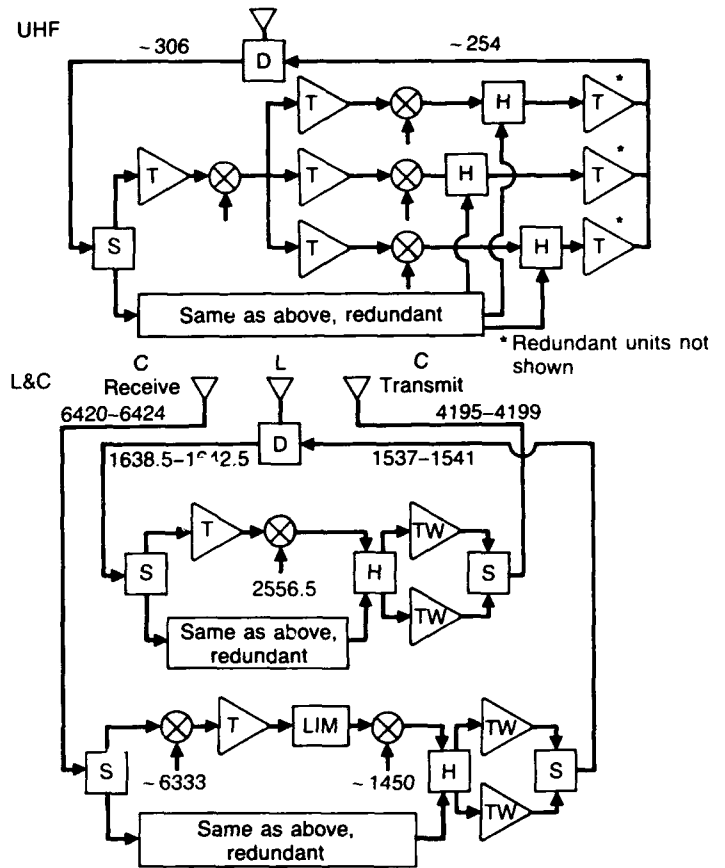 UHF
~306
D
~254
T
H
T
*
T
T
H
T
*
S
T
H
T
*
Same as above, redundant
* Redundant units not
shown
L&C
C
Receive
L
C
Transmit
6420–6424
4195–4199
D
1537–1541
T
TW
S
H
S
2556.5
TW
Same as above,
redundant
T
LIM
TW
S
~6333
~1450
H
S
TW
Same as above,
redundant